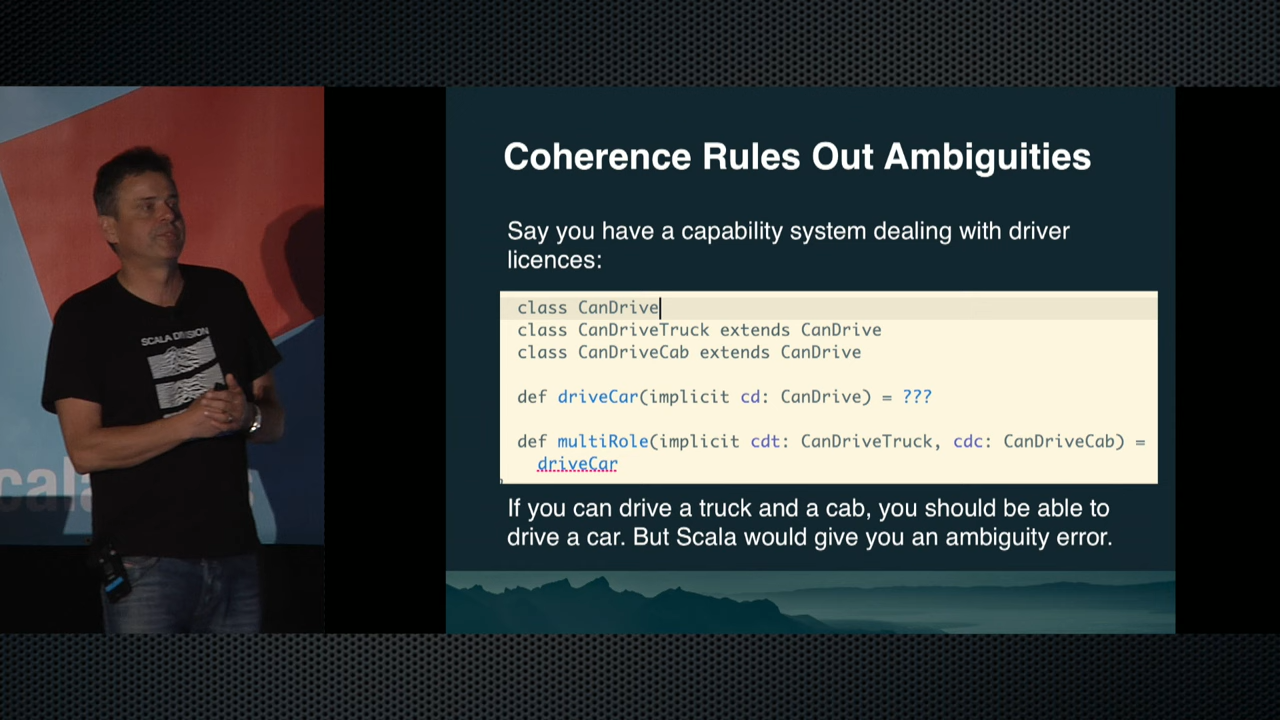 Coherence Rules Out Ambiguities
Say you have a capability system dealing with driver
licences:
class CanDrive
class CanDriveTruck extends CanDrive
class CanDriveCab extends CanDrive
def driveCar(implicit cd: CanDrive) = ???
def multiRole(implicit cdt: CanDriveTruck, cdc: CanDriveCab) =
driveCar
If you can drive a truck and a cab, you should be able to
drive a car. But Scala would give you an ambiguity error.
SCALA DIVISION